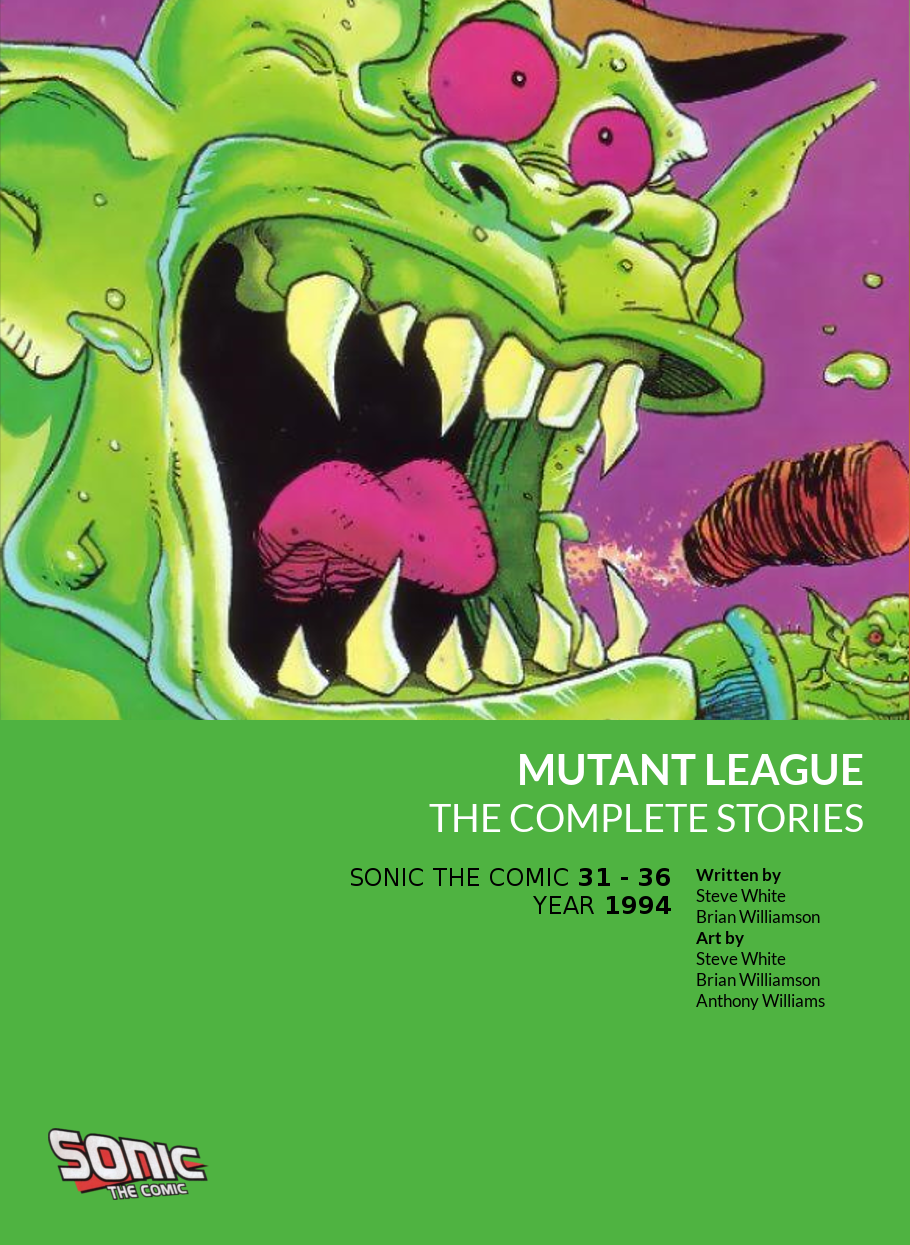 MUTANT LEAGUE
THE COMPLETE STORIES
SONIC THE COMIC 31 - 36
YEAR 1994
Written by
Steve White
Brian Williamson
Art by
Steve White
Brian Williamson
Anthony Williams
SONIC
THE COMIC